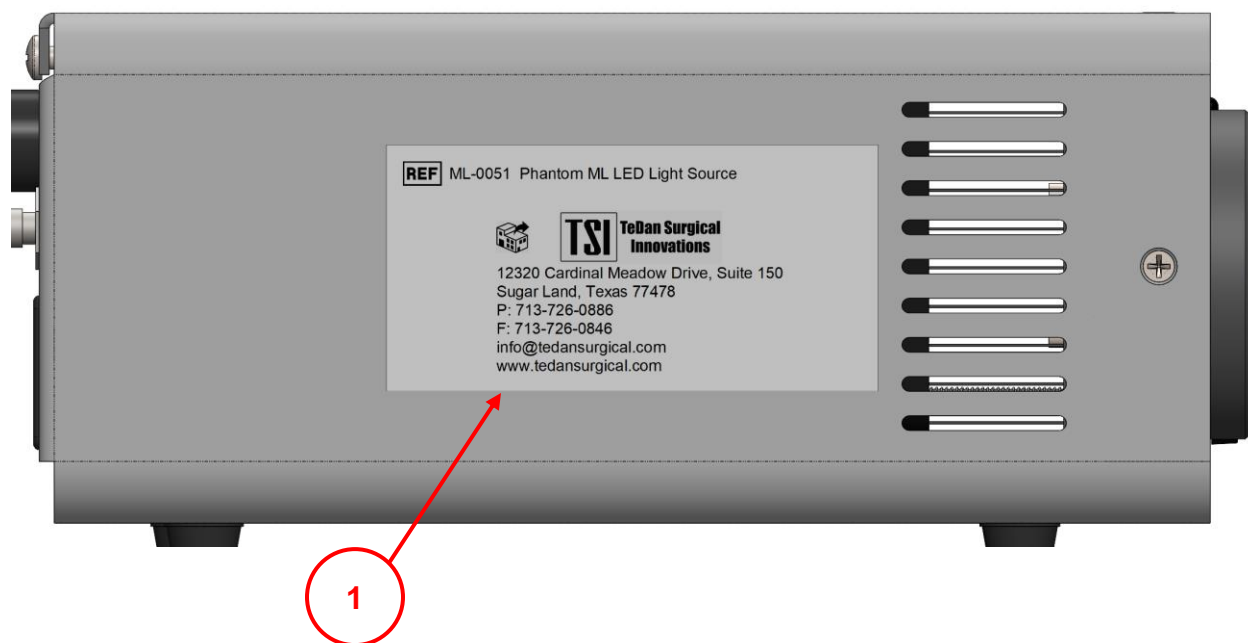 REF ML-0051 Phantom ML LED Light Source
TSI TeDan Surgical
Innovations
12320 Cardinal Meadow Drive, Suite 150
Sugar Land, Texas 77478
P: 713-726-0886
F: 713-726-0846
info@tedansurgical.com
www.tedansurgical.com
1